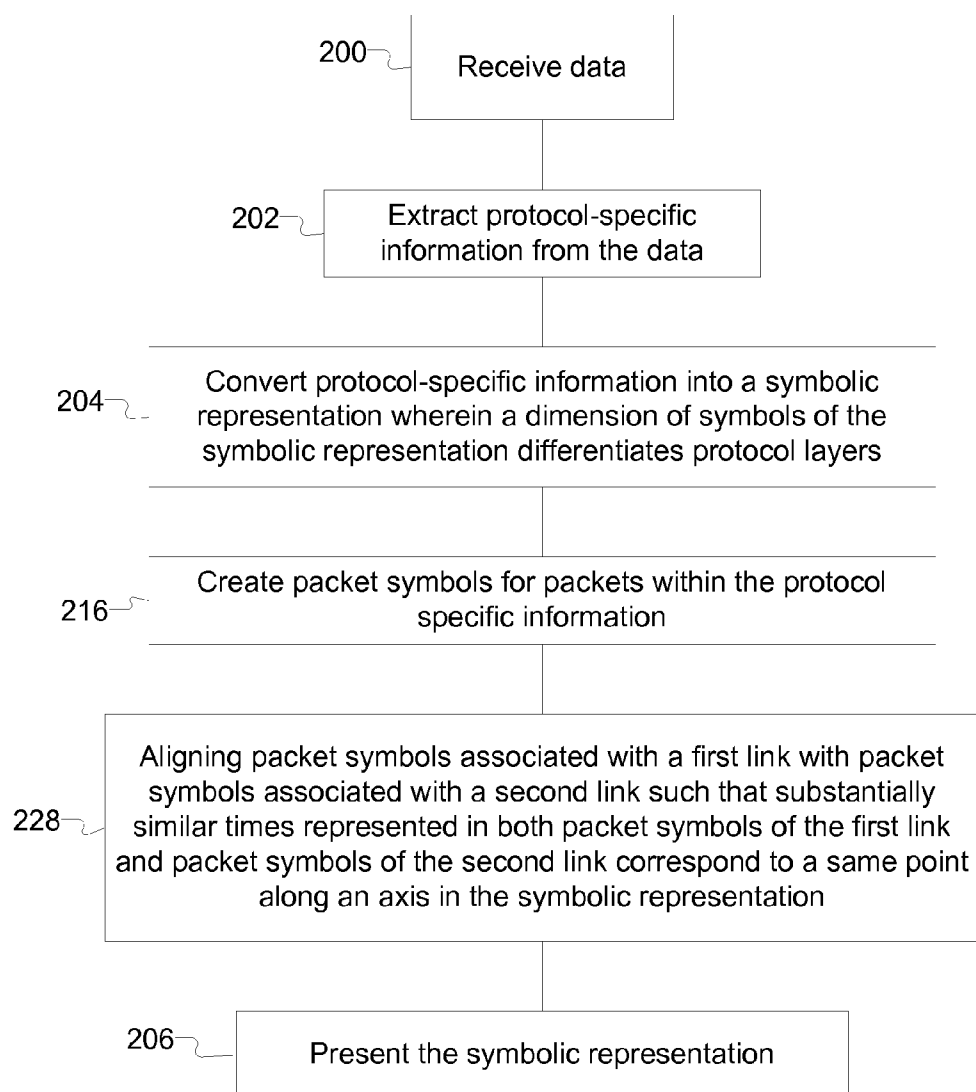 200
Receive data
202
Extract protocol-specific
information from the data
204
Convert protocol-specific information into a symbolic
representation wherein a dimension of symbols of the
symbolic representation differentiates protocol layers
216
Create packet symbols for packets within the protocol
specific information
228
Aligning packet symbols associated with a first link with packet
symbols associated with a second link such that substantially
similar times represented in both packet symbols of the first link
and packet symbols of the second link correspond to a same point
along an axis in the symbolic representation
206
Present the symbolic representation